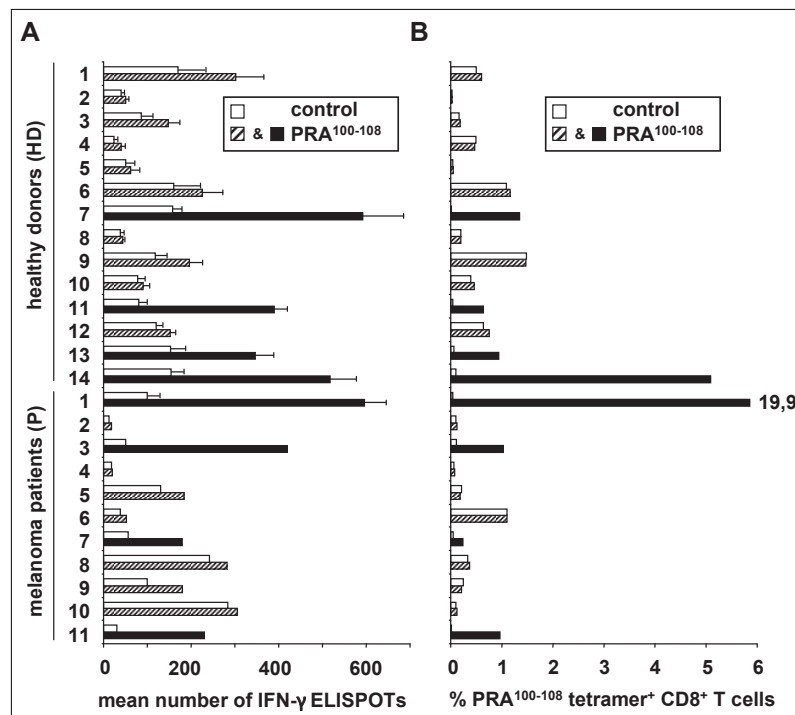 A
B
healthy donors (HD)
1
2
3
4
5
6
7
8
9
10
11
12
13
14
melanoma patients (P)
1
2
3
4
5
6
7
8
9
10
11
control
& PRA¹⁰⁰⁻¹⁰⁸
control
& PRA¹⁰⁰⁻¹⁰⁸
19,9
0 200 400 600
mean number of IFN-γ ELISPOTs
0 1 2 3 4 5 6
% PRA¹⁰⁰⁻¹⁰⁸ tetramer⁺ CD8⁺ T cells